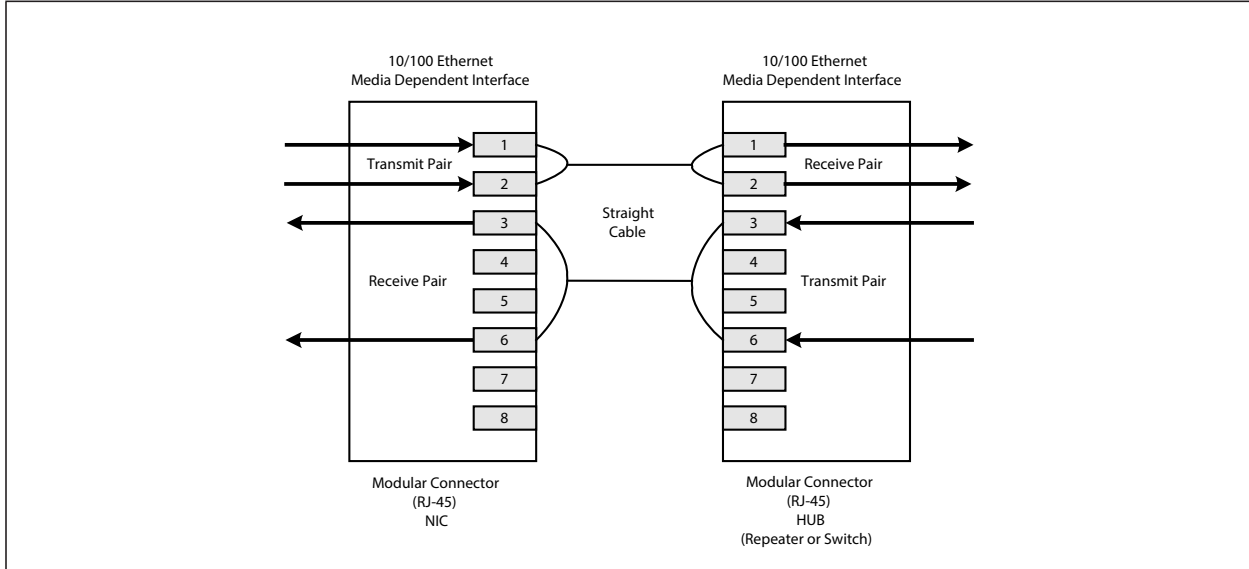 10/100 Ethernet
Media Dependent Interface
10/100 Ethernet
Media Dependent Interface
1
Transmit Pair
2
3
4
Receive Pair
5
6
7
8
Straight
Cable
1
Receive Pair
2
3
4
Transmit Pair
5
6
7
8
Modular Connector
(RJ-45)
NIC
Modular Connector
(RJ-45)
HUB
(Repeater or Switch)